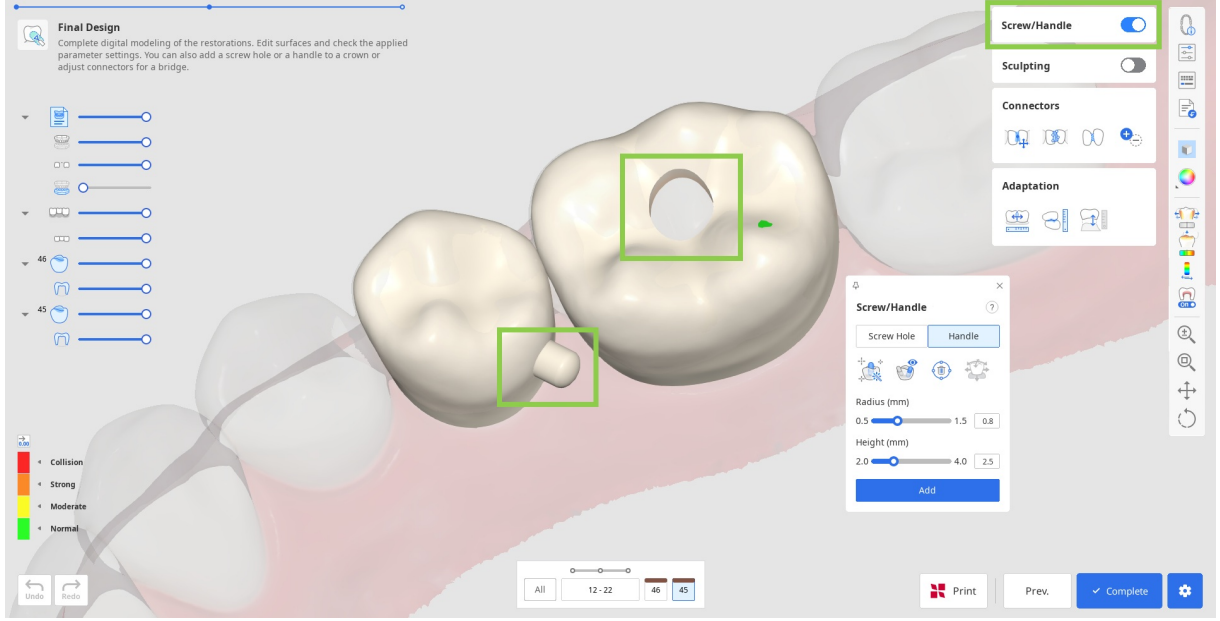 Final Design
Complete digital modeling of the restorations. Edit surfaces and check the applied
parameter settings. You can also add a screw hole or a handle to a crown or
adjust connectors for a bridge.
46
45
0.00
Collision
Strong
Moderate
Normal
Undo
Redo
Screw/Handle
Sculpting
Connectors
Adaptation
Screw/Handle
?
Screw Hole
Handle
Radius (mm)
0.5
1.5
0.8
Height (mm)
2.0
4.0
2.5
Add
ON
All
12 - 22
46
45
Print
Prev.
Complete